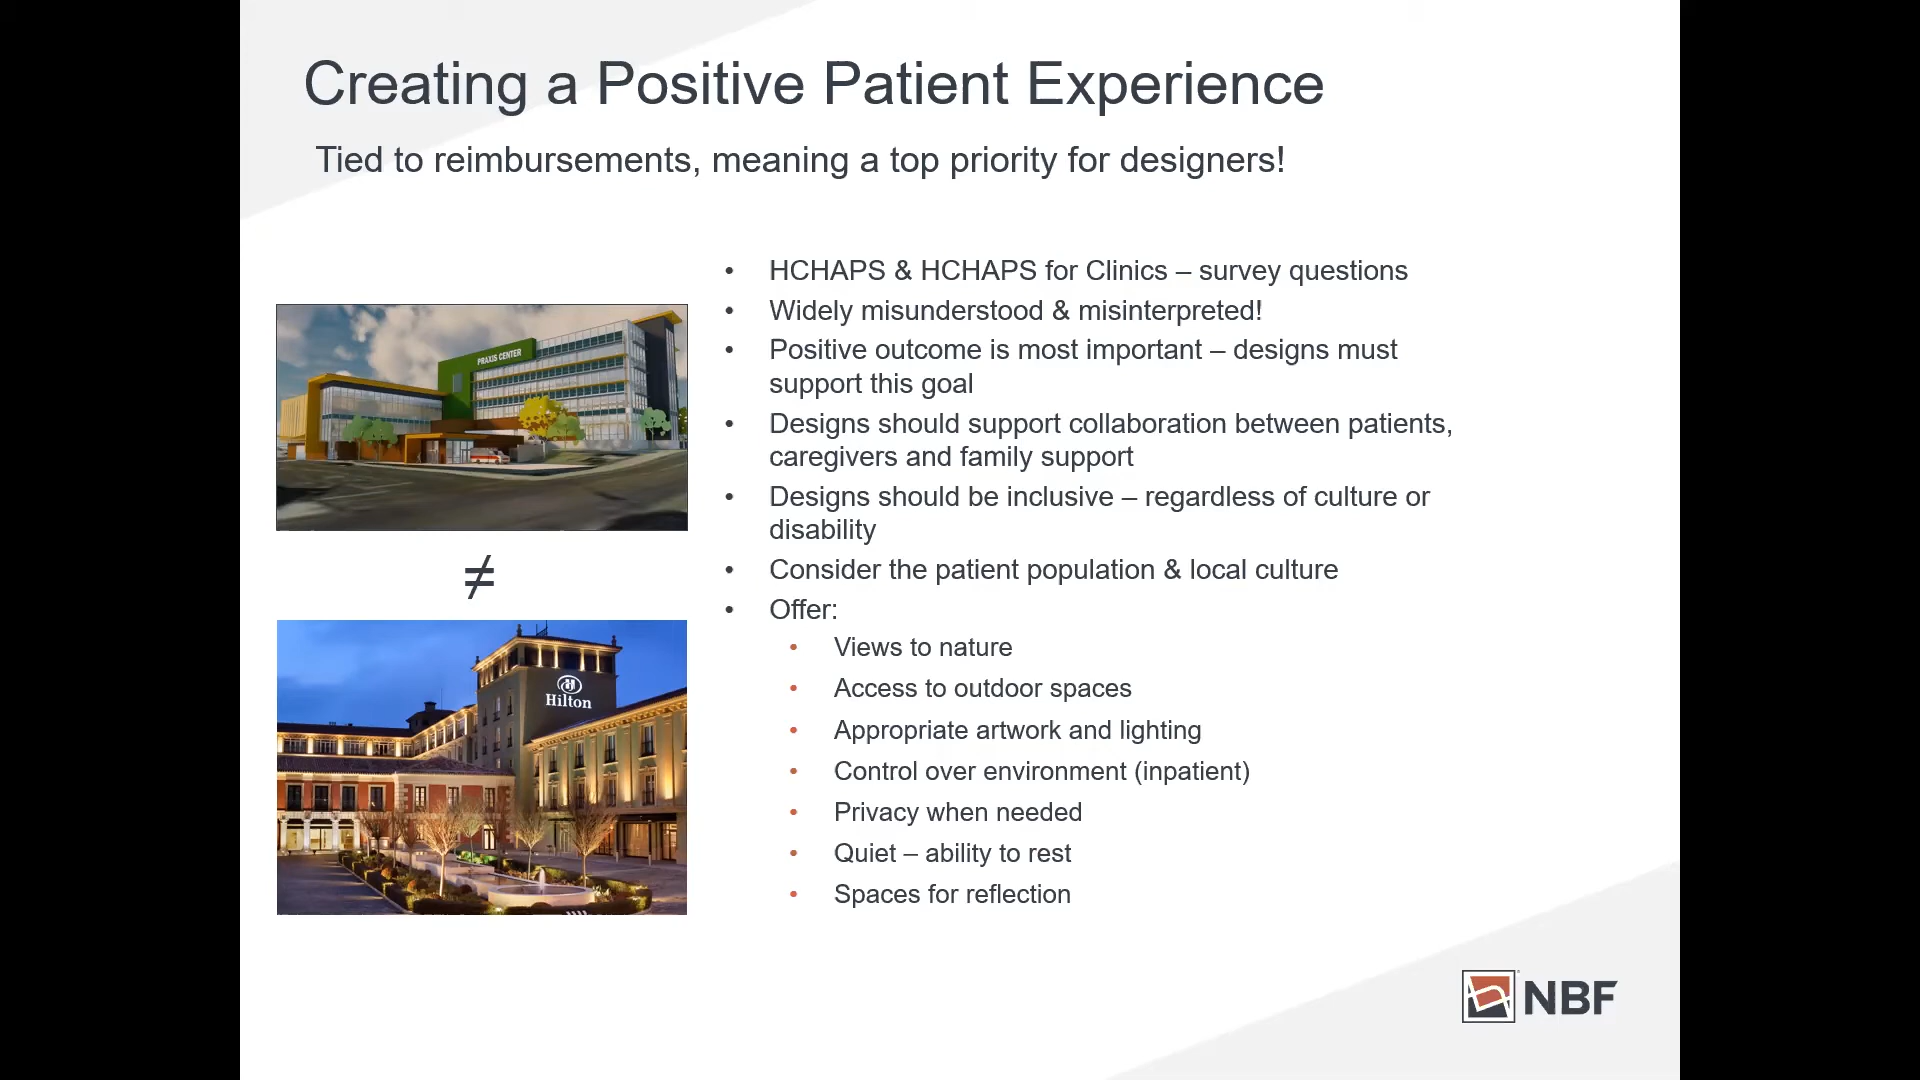 Creating a Positive Patient Experience
Tied to reimbursements, meaning a top priority for designers!
• HCHAPS & HCHAPS for Clinics – survey questions
• Widely misunderstood & misinterpreted!
• Positive outcome is most important – designs must
support this goal
• Designs should support collaboration between patients,
caregivers and family support
• Designs should be inclusive – regardless of culture or
disability
• Consider the patient population & local culture
• Offer:
• Views to nature
• Access to outdoor spaces
• Appropriate artwork and lighting
• Control over environment (inpatient)
• Privacy when needed
• Quiet – ability to rest
• Spaces for reflection
PRAXIS CENTER
≠
Hilton
NBF